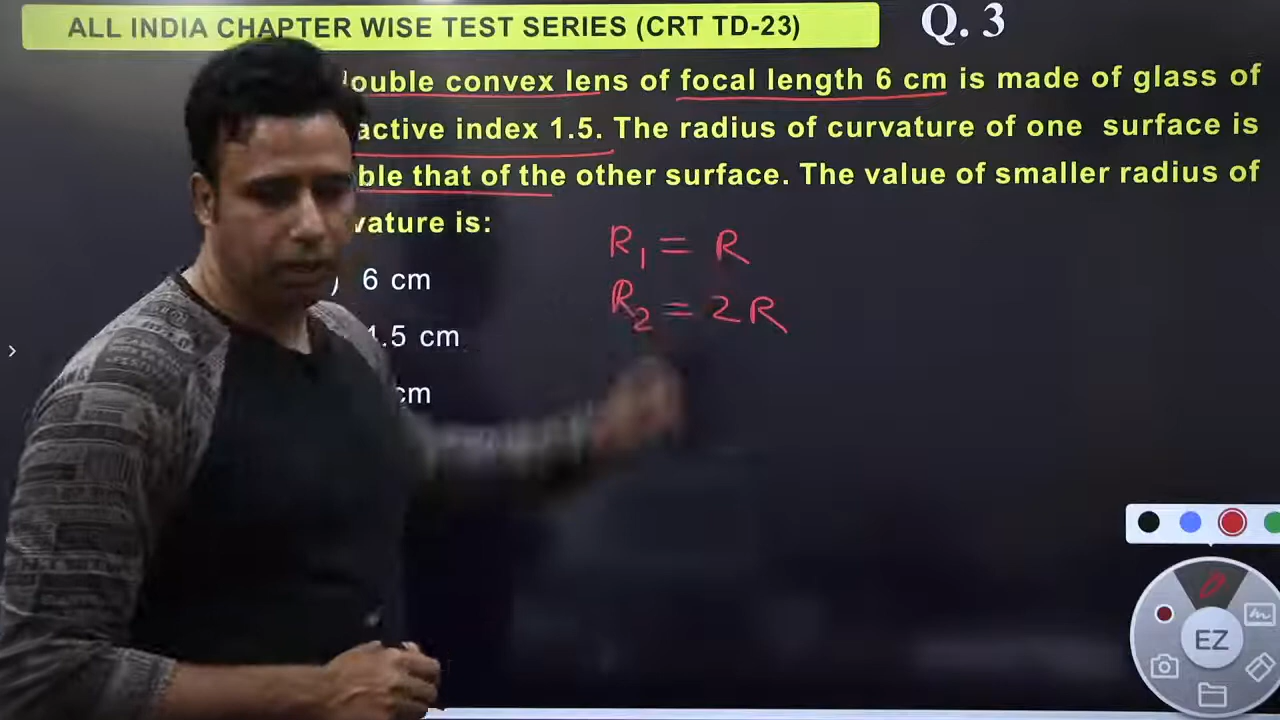 ALL INDIA CHAPTER WISE TEST SERIES (CRT TD-23)
Q. 3
ouble convex lens of focal length 6 cm is made of glass of
active index 1.5. The radius of curvature of one surface is
ble that of the other surface. The value of smaller radius of
vature is:
R1 = R
) 6 cm
R2 = 2R
.5 cm
cm
EZ